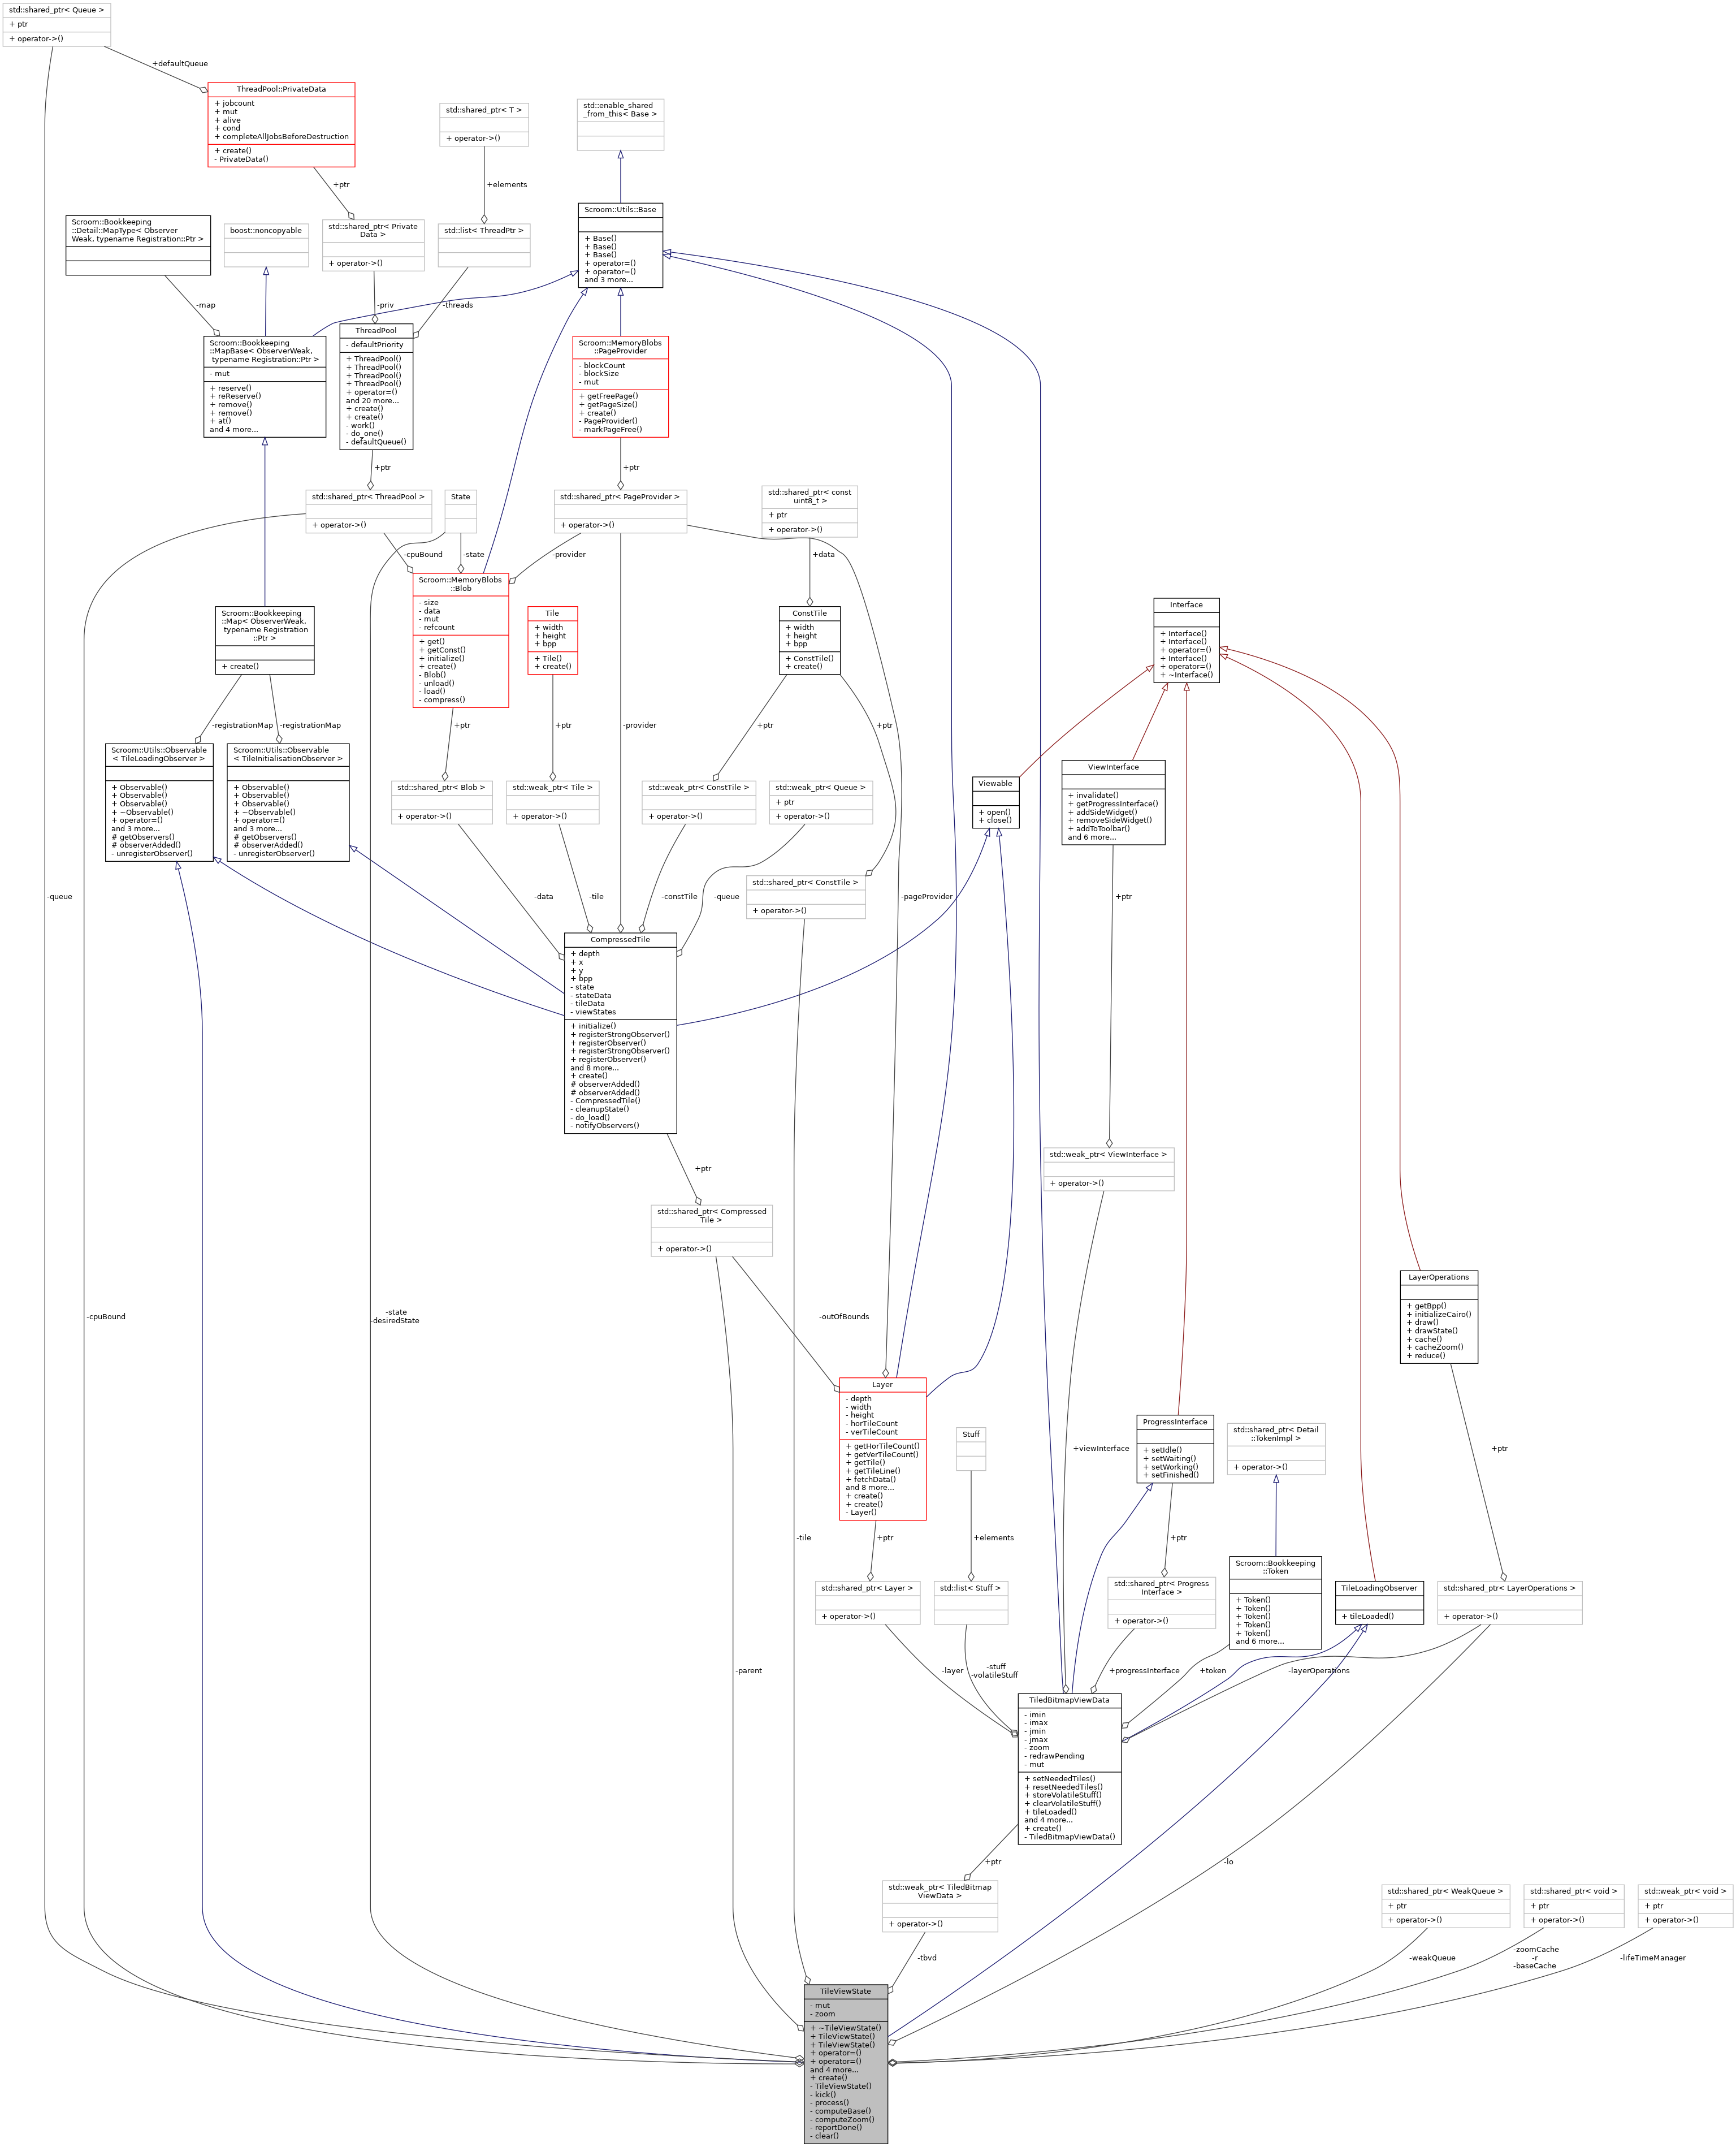 std::shared_ptr< Queue >
+ ptr
+ operator->()
+defaultQueue
ThreadPool::PrivateData
+ jobcount
+ mut
+ alive
+ cond
+ completeAllJobsBeforeDestruction
+ create()
- PrivateData()
std::shared_ptr< T >
+ operator->()
std::enable_shared
_from_this< Base >
+ptr
+elements
Scroom::Bookkeeping
::Detail::MapType< Observer
Weak, typename Registration::Ptr >
boost::noncopyable
std::shared_ptr< Private
Data >
+ operator->()
std::list< ThreadPtr >
Scroom::Utils::Base
+ Base()
+ Base()
+ Base()
+ operator=()
+ operator=()
and 3 more...
-map
-priv
-threads
Scroom::Bookkeeping
::MapBase< ObserverWeak,
typename Registration::Ptr >
- mut
+ reserve()
+ reReserve()
+ remove()
+ remove()
+ at()
and 4 more...
ThreadPool
- defaultPriority
+ ThreadPool()
+ ThreadPool()
+ ThreadPool()
+ ThreadPool()
+ operator=()
and 20 more...
+ create()
+ create()
- work()
- do_one()
- defaultQueue()
Scroom::MemoryBlobs
::PageProvider
- blockCount
- blockSize
- mut
+ getFreePage()
+ getPageSize()
+ create()
- PageProvider()
- markPageFree()
+ptr
+ptr
std::shared_ptr< ThreadPool >
+ operator->()
State
std::shared_ptr< PageProvider >
+ operator->()
std::shared_ptr< const
uint8_t >
+ ptr
+ operator->()
-cpuBound
-state
-provider
+data
Scroom::MemoryBlobs
::Blob
- size
- data
- mut
- refcount
+ get()
+ getConst()
+ initialize()
+ create()
- Blob()
- unload()
- load()
- compress()
Scroom::Bookkeeping
::Map< ObserverWeak,
typename Registration
::Ptr >
+ create()
Tile
+ width
+ height
+ bpp
+ Tile()
+ create()
ConstTile
+ width
+ height
+ bpp
+ ConstTile()
+ create()
Interface
+ Interface()
+ Interface()
+ operator=()
+ Interface()
+ operator=()
+ ~Interface()
-registrationMap
-registrationMap
+ptr
+ptr
-provider
+ptr
+ptr
Scroom::Utils::Observable
< TileLoadingObserver >
+ Observable()
+ Observable()
+ Observable()
+ ~Observable()
+ operator=()
and 3 more...
# getObservers()
# observerAdded()
- unregisterObserver()
Scroom::Utils::Observable
< TileInitialisationObserver >
+ Observable()
+ Observable()
+ Observable()
+ ~Observable()
+ operator=()
and 3 more...
# getObservers()
# observerAdded()
- unregisterObserver()
std::shared_ptr< Blob >
+ operator->()
std::weak_ptr< Tile >
+ operator->()
std::weak_ptr< ConstTile >
+ operator->()
std::weak_ptr< Queue >
+ ptr
+ operator->()
Viewable
+ open()
+ close()
ViewInterface
+ invalidate()
+ getProgressInterface()
+ addSideWidget()
+ removeSideWidget()
+ addToToolbar()
and 6 more...
std::shared_ptr< ConstTile >
+ operator->()
-queue
-data
-tile
-constTile
-queue
-pageProvider
+ptr
CompressedTile
+ depth
+ x
+ y
+ bpp
- state
- stateData
- tileData
- viewStates
+ initialize()
+ registerStrongObserver()
+ registerObserver()
+ registerStrongObserver()
+ registerObserver()
and 8 more...
+ create()
# observerAdded()
# observerAdded()
- CompressedTile()
- cleanupState()
- do_load()
- notifyObservers()
+ptr
std::weak_ptr< ViewInterface >
+ operator->()
std::shared_ptr< Compressed
Tile >
+ operator->()
-cpuBound
-state
-desiredState
-outOfBounds
LayerOperations
+ getBpp()
+ initializeCairo()
+ draw()
+ drawState()
+ cache()
+ cacheZoom()
+ reduce()
Layer
- depth
- width
- height
- horTileCount
- verTileCount
+ getHorTileCount()
+ getVerTileCount()
+ getTile()
+ getTileLine()
+ fetchData()
and 8 more...
+ create()
+ create()
- Layer()
Stuff
+viewInterface
ProgressInterface
+ setIdle()
+ setWaiting()
+ setWorking()
+ setFinished()
std::shared_ptr< Detail
::TokenImpl >
+ operator->()
+ptr
-tile
+ptr
+elements
+ptr
Scroom::Bookkeeping
::Token
+ Token()
+ Token()
+ Token()
+ Token()
+ Token()
and 6 more...
std::shared_ptr< Layer >
+ operator->()
std::list< Stuff >
std::shared_ptr< Progress
Interface >
+ operator->()
TileLoadingObserver
+ tileLoaded()
std::shared_ptr< LayerOperations >
+ operator->()
-parent
-layer
-stuff
-volatileStuff
+progressInterface
+token
-layerOperations
TiledBitmapViewData
- imin
- imax
- jmin
- jmax
- zoom
- redrawPending
- mut
+ setNeededTiles()
+ resetNeededTiles()
+ storeVolatileStuff()
+ clearVolatileStuff()
+ tileLoaded()
and 4 more...
+ create()
- TiledBitmapViewData()
+ptr
-lo
std::weak_ptr< TiledBitmap
ViewData >
+ operator->()
std::shared_ptr< WeakQueue >
+ ptr
+ operator->()
std::shared_ptr< void >
+ ptr
+ operator->()
std::weak_ptr< void >
+ ptr
+ operator->()
-tbvd
-weakQueue
-zoomCache
-r
-baseCache
-lifeTimeManager
TileViewState
- mut
- zoom
+ ~TileViewState()
+ TileViewState()
+ TileViewState()
+ operator=()
+ operator=()
and 4 more...
+ create()
- TileViewState()
- kick()
- process()
- computeBase()
- computeZoom()
- reportDone()
- clear()